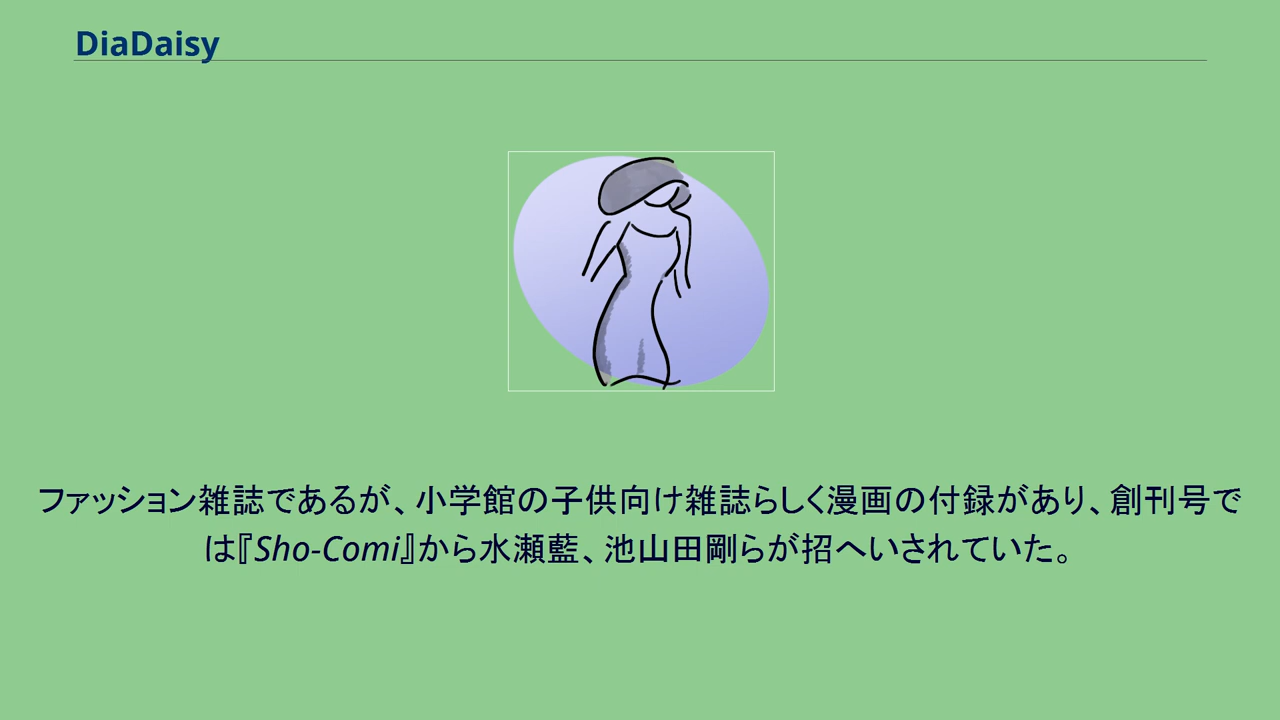 DiaDaisy
ファッション雑誌であるが、小学館の子供向け雑誌らしく漫画の付録があり、創刊号で
は『Sho-Comi』から水瀬藍、池山田剛らが招へいされていた。